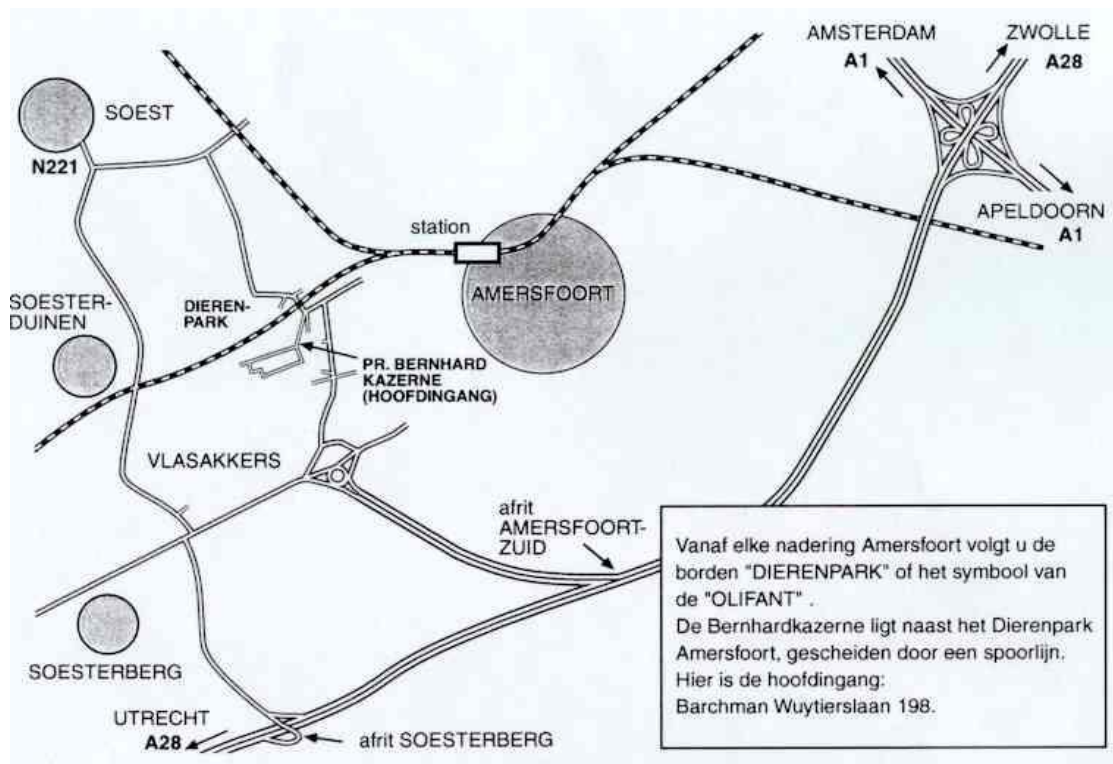 AMSTERDAM
A1
ZWOLLE
A28
SOEST
N221
station
APELDOORN
A1
AMERSFOORT
SOESTER-
DUINEN
DIEREN-
PARK
PR. BERNHARD
KAZERNE
(HOOFDINGANG)
VLASAKKERS
afrit
AMERSFOORT-
ZUID
SOESTERBERG
UTRECHT
A28
afrit SOESTERBERG
Vanaf elke nadering Amersfoort volgt u de
borden "DIERENPARK" of het symbool van
de "OLIFANT" .
De Bernhardkazerne ligt naast het Dierenpark
Amersfoort, gescheiden door een spoorlijn.
Hier is de hoofdingang:
Barchman Wuytierslaan 198.